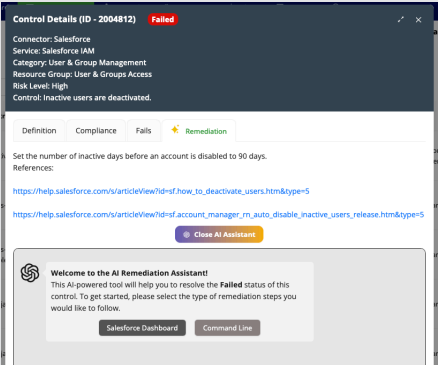 Control Details (ID - 2004812) Failed
Connector: Salesforce
Service: Salesforce IAM
Category: User & Group Management
Resource Group: User & Groups Access
Risk Level: High
Control: Inactive users are deactivated.
Definition Compliance Fails Remediation
Set the number of inactive days before an account is disabled to 90 days.
References:
https://help.salesforce.com/s/articleView?id=sf.how_to_deactivate_users.htm&type=5
https://help.salesforce.com/s/articleView?id=sf.account_manager_rn_auto_disable_inactive_users_release.htm&type=5
Close AI Assistant
Welcome to the AI Remediation Assistant!
This AI-powered tool will help you to resolve the Failed status of this
control. To get started, please select the type of remediation steps you
would like to follow.
Salesforce Dashboard Command Line